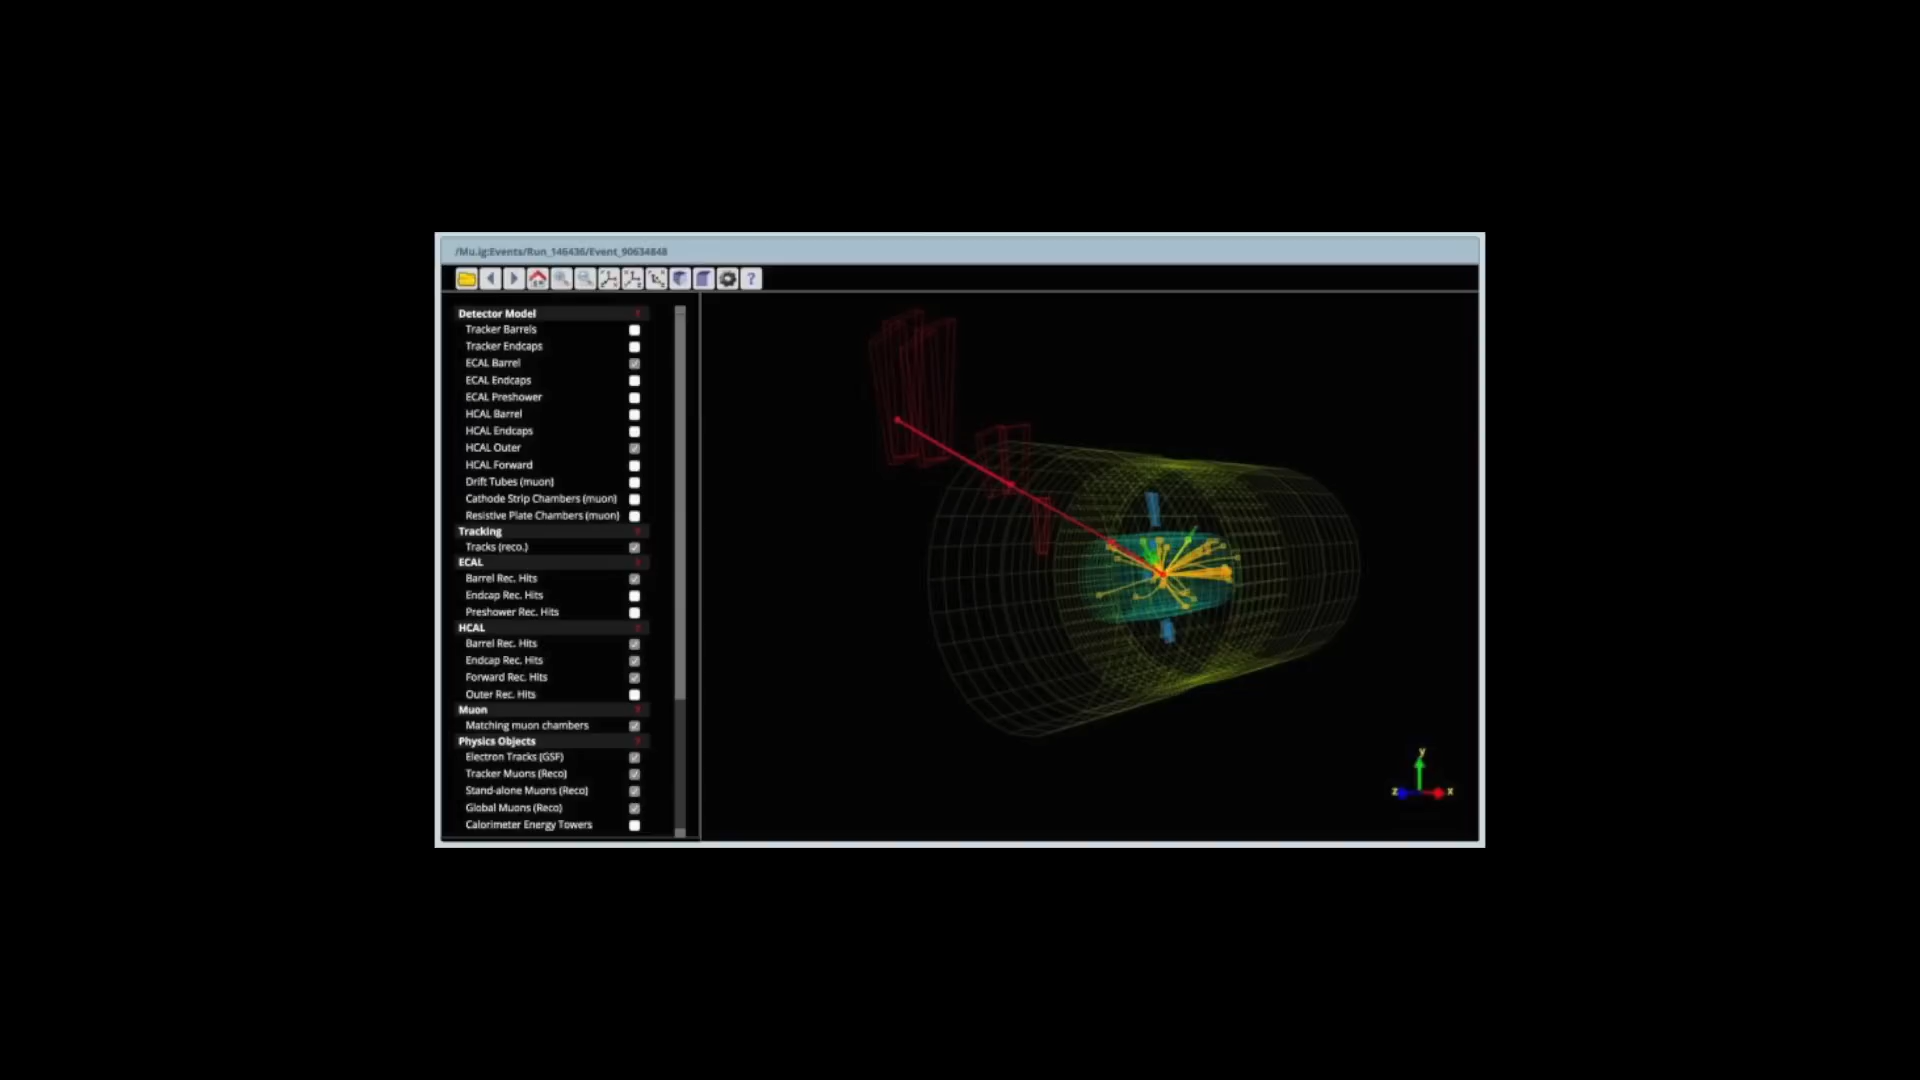 /Mu.ig:Events/Run_146436/Event_90634848
?
Detector Model
Tracker Barrels
Tracker Endcaps
ECAL Barrel
ECAL Endcaps
ECAL Preshower
HCAL Barrel
HCAL Endcaps
HCAL Outer
HCAL Forward
Drift Tubes (muon)
Cathode Strip Chambers (muon)
Resistive Plate Chambers (muon)
Tracking
Tracks (reco.)
ECAL
Barrel Rec. Hits
Endcap Rec. Hits
Preshower Rec. Hits
HCAL
Barrel Rec. Hits
Endcap Rec. Hits
Forward Rec. Hits
Outer Rec. Hits
Muon
Matching muon chambers
Physics Objects
Electron Tracks (GSF)
Tracker Muons (Reco)
Stand-alone Muons (Reco)
Global Muons (Reco)
Calorimeter Energy Towers
y
z x